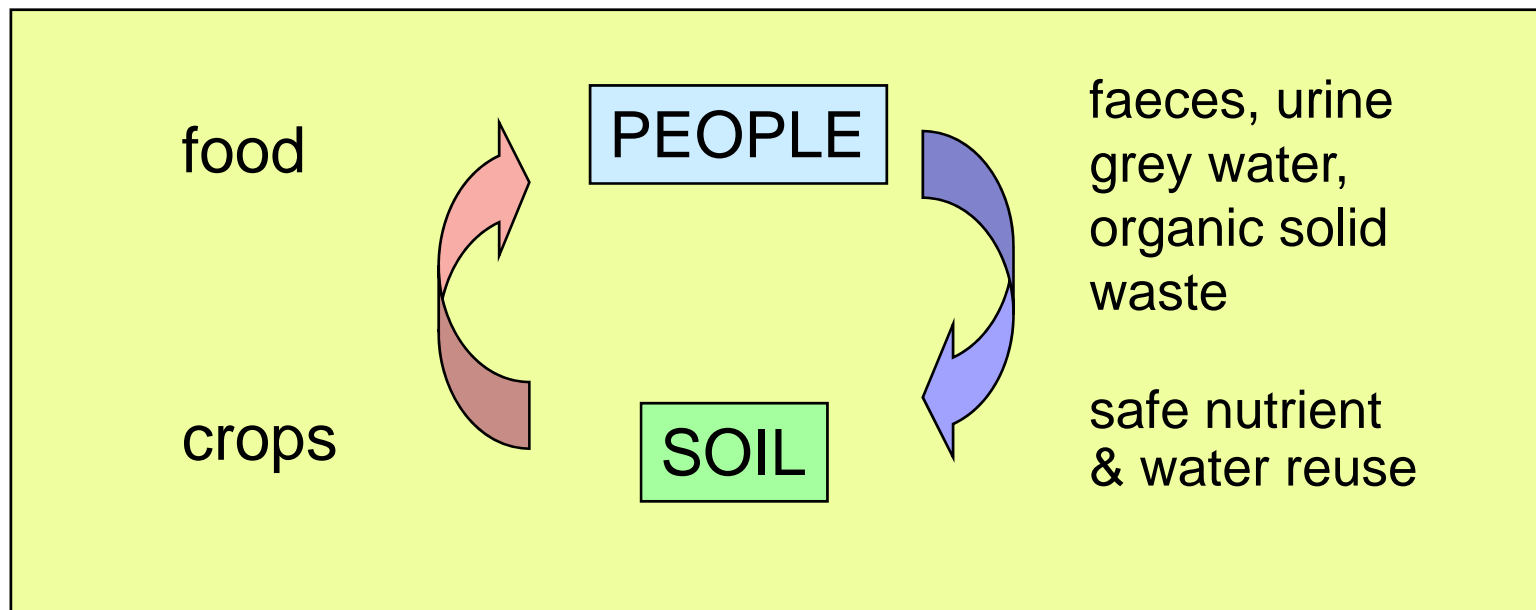 food
crops
PEOPLE
SOIL
faeces, urine
grey water,
organic solid
waste
safe nutrient
& water reuse